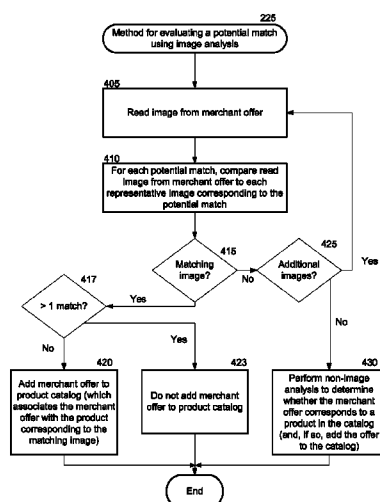 225
Method for evaluating a potential match
using image analysis
405
Read image from merchant offer
410
For each potential match, compare read
image from merchant offer to each
representative image corresponding to the
potential match
415
Matching
image?
425
Additional
images?
Yes
No
417
> 1 match?
Yes
No
Yes
No
420
Add merchant offer to
product catalog (which
associates the merchant
offer with the product
corresponding to the
matching image)
423
Do not add merchant
offer to product catalog
430
Perform non-image
analysis to determine
whether the merchant
offer corresponds to a
product in the catalog
(and, if so, add the offer
to the catalog)
End